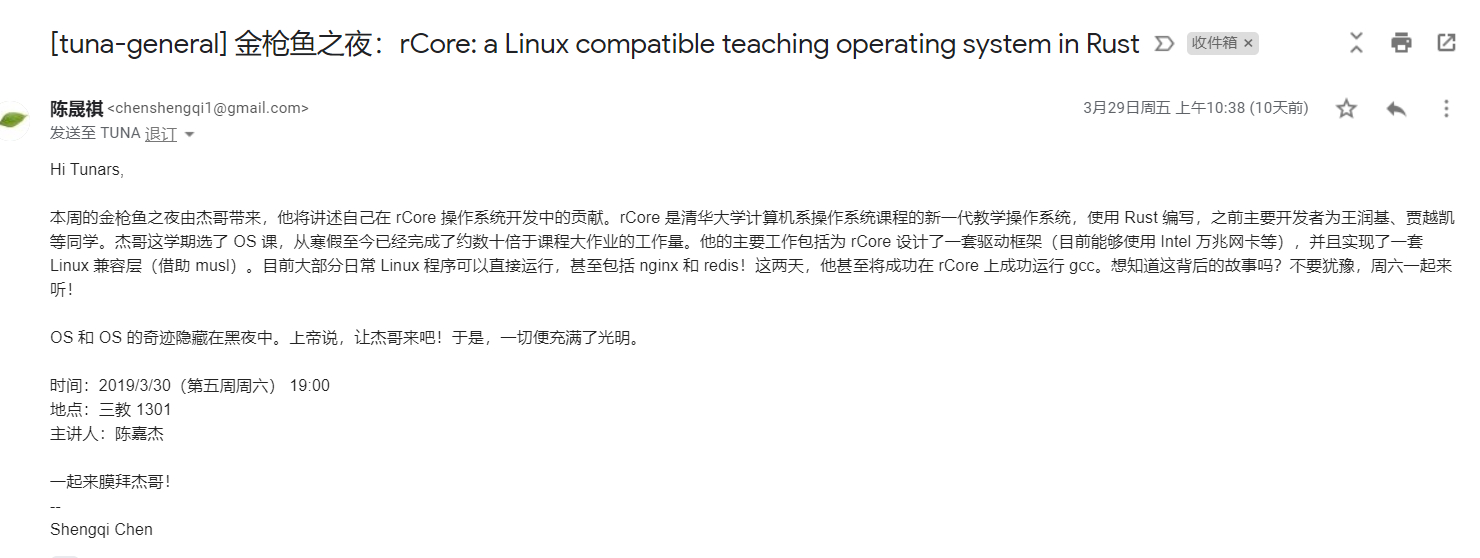 [tuna-general] 金枪鱼之夜：rCore: a Linux compatible teaching operating system in Rust 收件箱 ×
陈晟祺 <chenshengqi1@gmail.com> 3月29日周五 上午10:38 (10天前)
发送至 TUNA 退订
Hi Tunars,
本周的金枪鱼之夜由杰哥带来，他将讲述自己在 rCore 操作系统开发中的贡献。rCore 是清华大学计算机系操作系统课程的新一代教学操作系统，使用 Rust 编写，之前主要开发者为王润基、贾越凯
等同学。杰哥这学期选了 OS 课，从寒假至今已经完成了约数十倍于课程大作业的工作量。他的主要工作包括为 rCore 设计了一套驱动框架（目前能够使用 Intel 万兆网卡等），并且实现了一套
Linux 兼容层（借助 musl）。目前大部分日常 Linux 程序可以直接运行，甚至包括 nginx 和 redis！这两天，他甚至将成功在 rCore 上成功运行 gcc。想知道这背后的故事吗？不要犹豫，周六一起来
听！
OS 和 OS 的奇迹隐藏在黑夜中。上帝说，让杰哥来吧！于是，一切便充满了光明。
时间：2019/3/30（第五周周六） 19:00
地点：三教 1301
主讲人：陈嘉杰
一起来膜拜杰哥！
--
Shengqi Chen